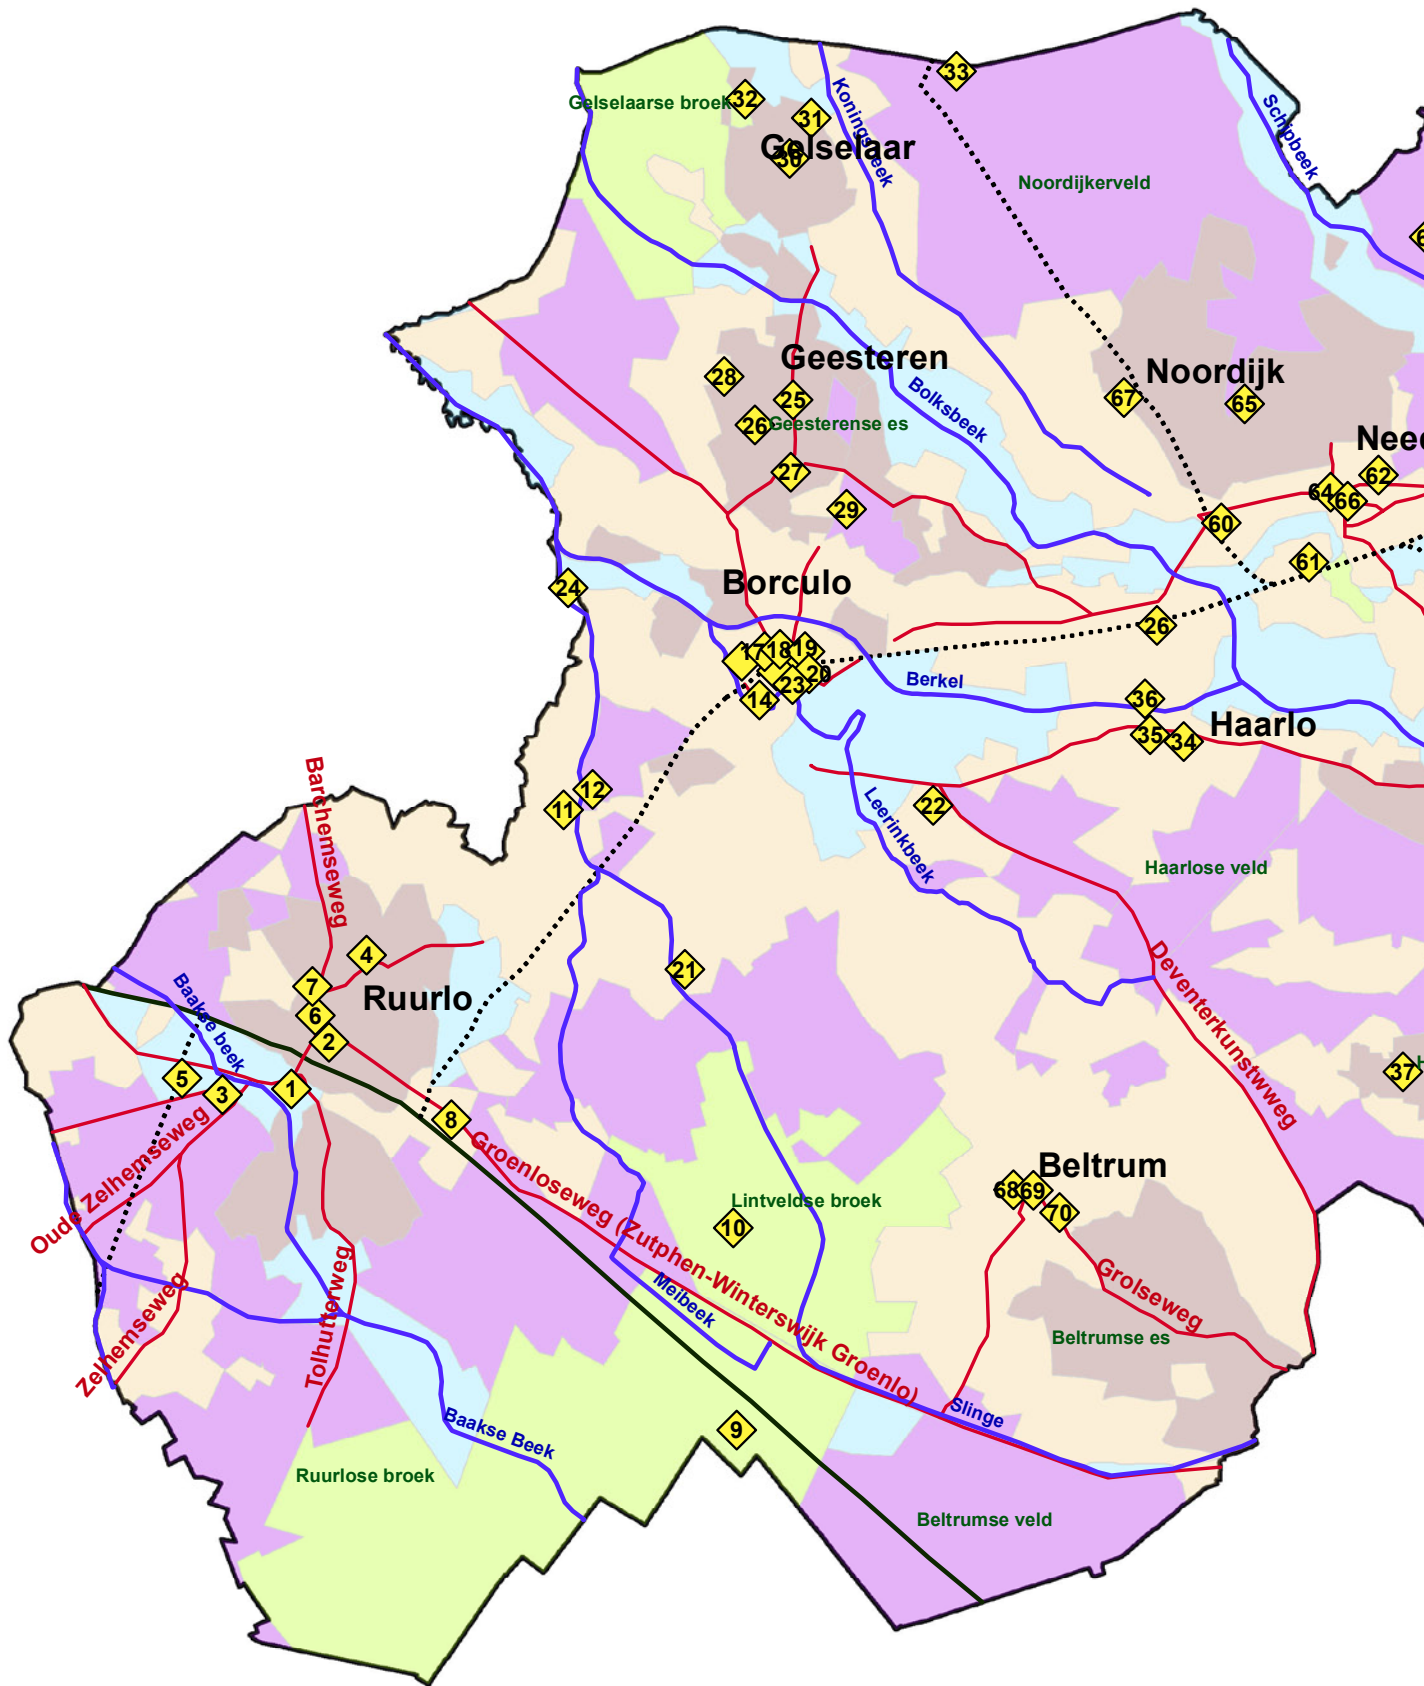 33
32
Gelselaarse broek
31
Koningsbeek
Schipbeek
Gelselaar
30
Noordijkerveld
Geesteren
28
Noordijk
25
Bolksbeek
67
65
26
Geesterense es
27
62
64
66
29
60
61
Borculo
24
26
17
18
19
20
23
14
Berkel
36
Haarlo
35
34
12
11
22
Barchemseweg
Leerinkbeek
Haarlose veld
4
21
7
Ruurlo
Deventerkunstweg
6
Baakse beek
2
5
3
1
37
8
Groenloseweg (Zutphen-Winterswijk Groenlo)
Oude Zelhemseweg
Beltrum
68
69
70
Lintveldse broek
10
Grolseweg
Meibeek
Zelhemseweg
Tolhutterweg
Beltrumse es
Slinge
9
Baakse Beek
Ruurlose broek
Beltrumse veld